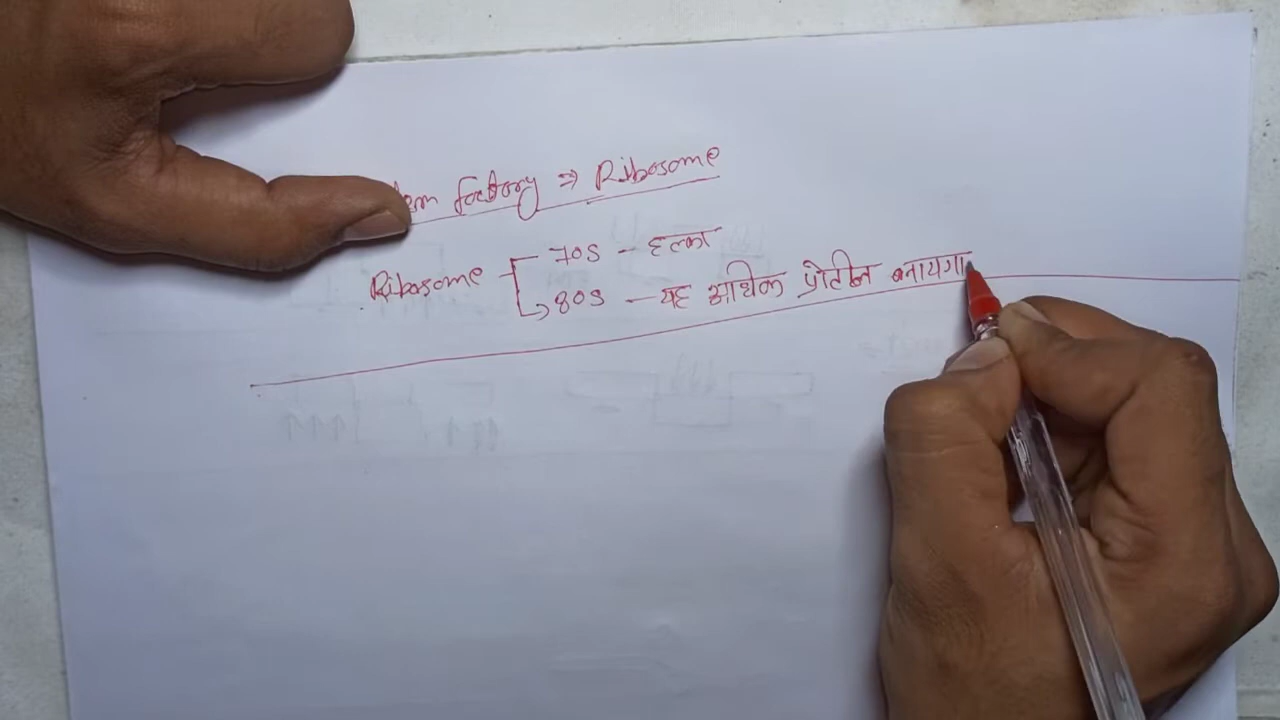 factory ⇒ Ribosome
70S – हल्का
Ribosome
→ 80S – यह अधिक प्रोटीन बनायगा